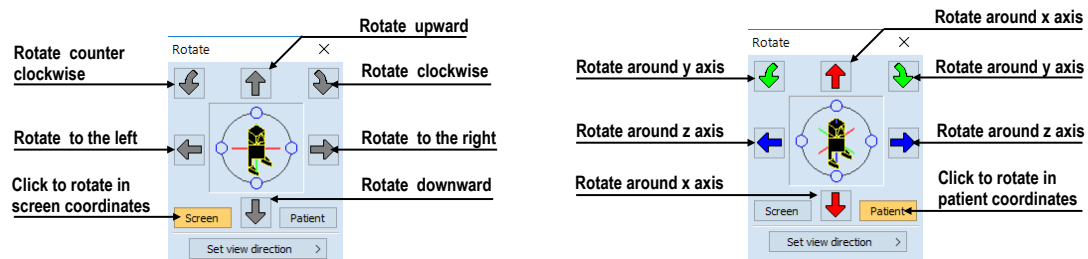 Rotate upward
Rotate
Rotate counter
clockwise
Rotate clockwise
Rotate to the left
Rotate to the right
Click to rotate in
screen coordinates
Rotate downward
Screen
Patient
Set view direction >
Rotate around x axis
Rotate
Rotate around y axis
Rotate around y axis
Rotate around z axis
Rotate around z axis
Rotate around x axis
Click to rotate in
patient coordinates
Screen
Patient
Set view direction >